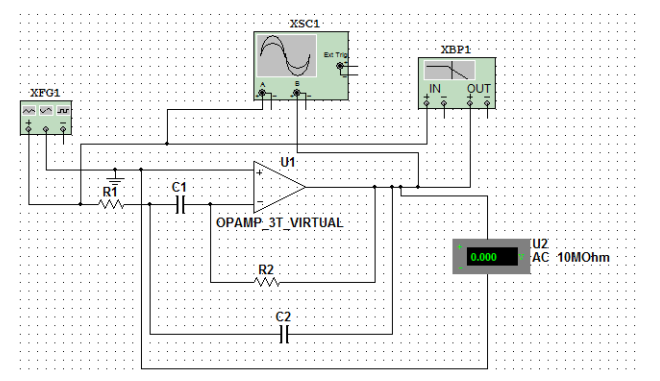 XSC1
Ext Trig
+
-
A
B
+ - + -
XBP1
IN OUT
+ - + -
XFG1
+ -
U1
+
-
R1
C1
OPAMP_3T_VIRTUAL
R2
C2
U2
+
0.000
-
AC 10MOhm